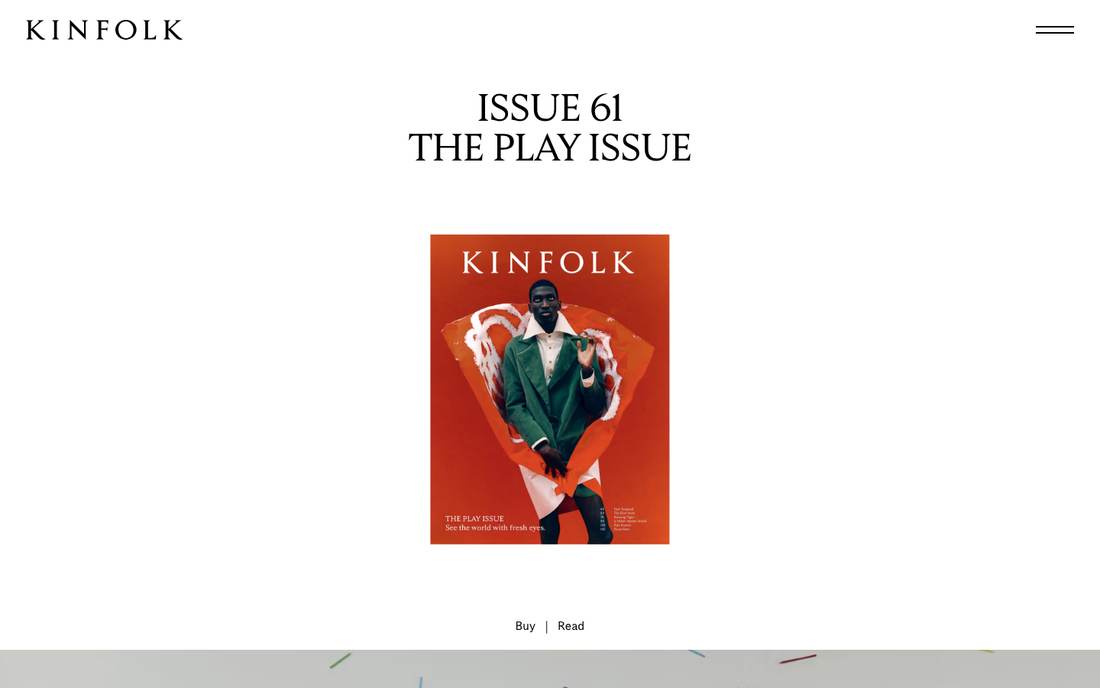 KINFOLK
ISSUE 61
THE PLAY ISSUE
KINFOLK
THE PLAY ISSUE
See the world with fresh eyes.
Buy | Read